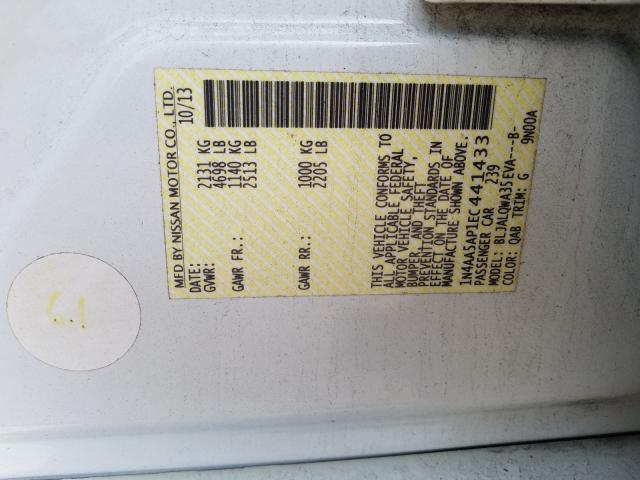 MFD BY NISSAN MOTOR CO., LTD.
DATE: 10/13
GVWR: 2131 KG
4698 LB
GAWR FR.: 1140 KG
2513 LB
GAWR RR.: 1000 KG
2205 LB
THIS VEHICLE CONFORMS TO
ALL APPLICABLE FEDERAL
MOTOR VEHICLE SAFETY,
BUMPER, AND THEFT
PREVENTION STANDARDS IN
EFFECT ON THE DATE OF
MANUFACTURE SHOWN ABOVE.
1N4AA5AP1EC441433
PASSENGER CAR 239
MODEL: BLJALQWA35EVA---B-
COLOR: QAB TRIM: G 9N00A